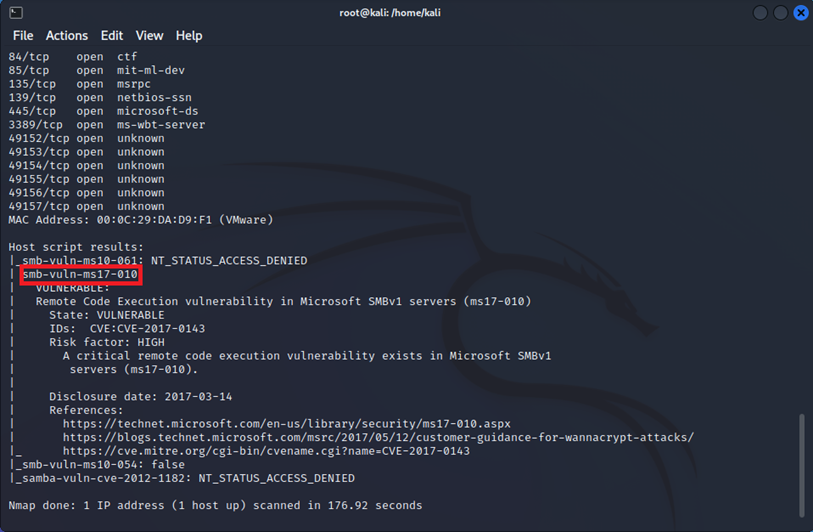 root@kali: /home/kali
File Actions Edit View Help
84/tcp    open  ctf
85/tcp    open  mit-ml-dev
135/tcp   open  msrpc
139/tcp   open  netbios-ssn
445/tcp   open  microsoft-ds
3389/tcp  open  ms-wbt-server
49152/tcp open  unknown
49153/tcp open  unknown
49154/tcp open  unknown
49155/tcp open  unknown
49156/tcp open  unknown
49157/tcp open  unknown
MAC Address: 00:0C:29:DA:D9:F1 (VMware)

Host script results:
|_smb-vuln-ms10-061: NT_STATUS_ACCESS_DENIED
| smb-vuln-ms17-010
|   VULNERABLE:
|   Remote Code Execution vulnerability in Microsoft SMBv1 servers (ms17-010)
|     State: VULNERABLE
|     IDs:  CVE:CVE-2017-0143
|     Risk factor: HIGH
|       A critical remote code execution vulnerability exists in Microsoft SMBv1
|        servers (ms17-010).
|
|     Disclosure date: 2017-03-14
|     References:
|       https://technet.microsoft.com/en-us/library/security/ms17-010.aspx
|       https://blogs.technet.microsoft.com/msrc/2017/05/12/customer-guidance-for-wannacrypt-attacks/
|_      https://cve.mitre.org/cgi-bin/cvename.cgi?name=CVE-2017-0143
|_smb-vuln-ms10-054: false
|_samba-vuln-cve-2012-1182: NT_STATUS_ACCESS_DENIED

Nmap done: 1 IP address (1 host up) scanned in 176.92 seconds